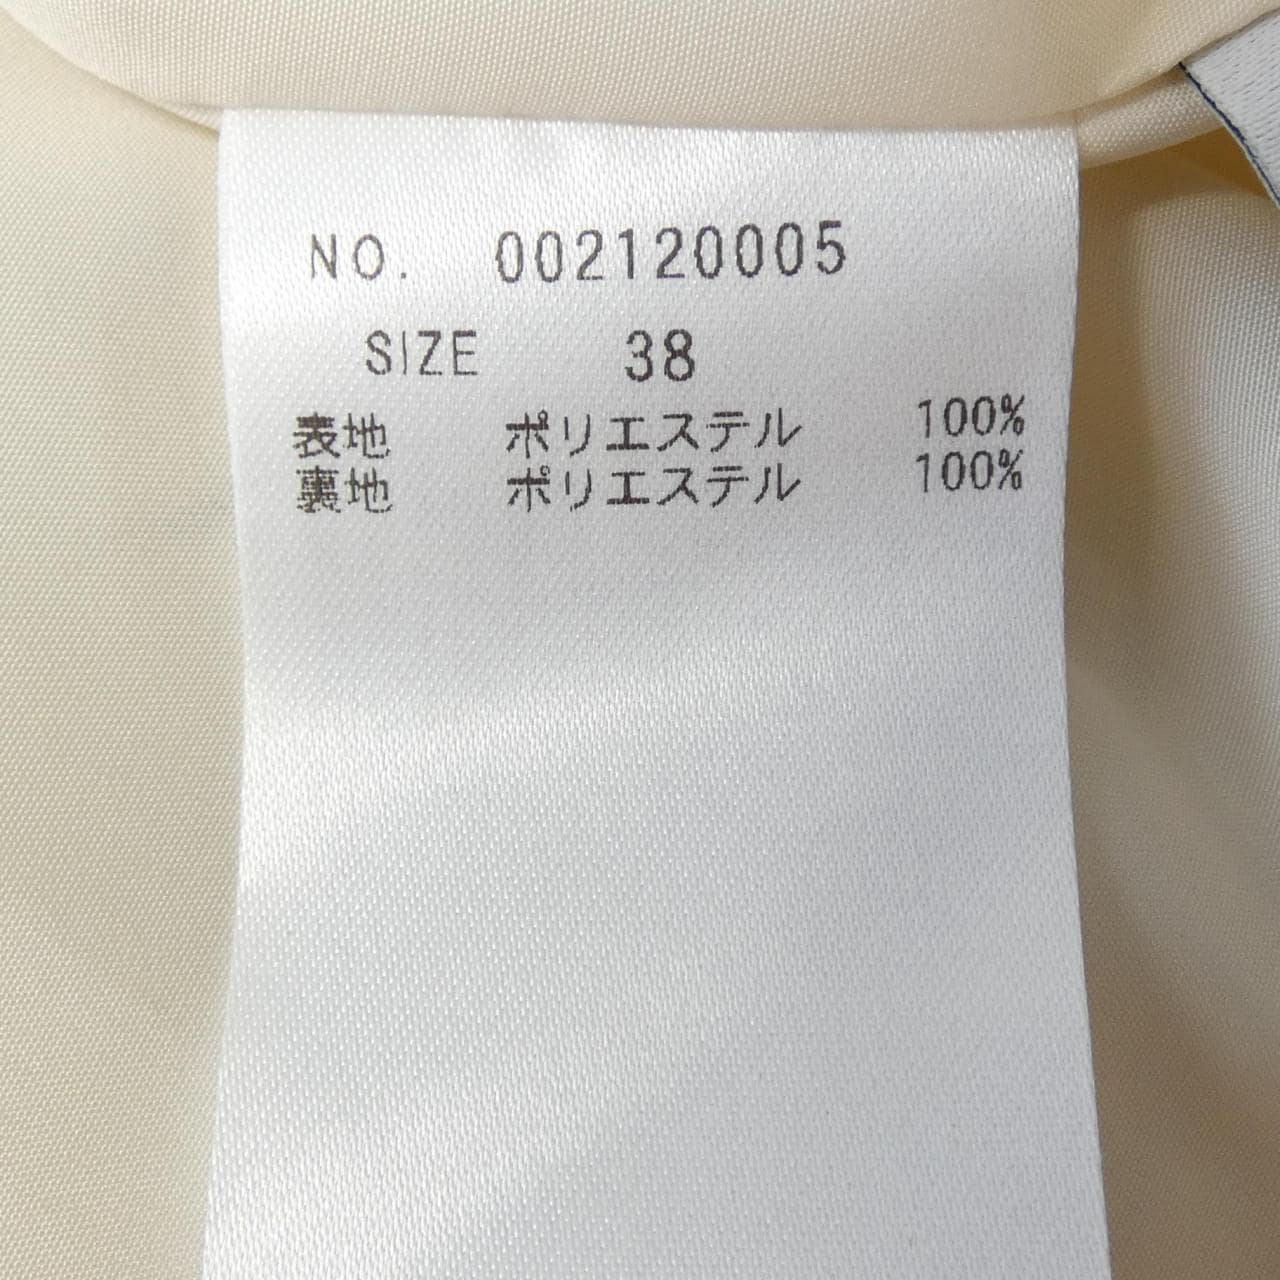 NO. 002120005
SIZE 38
表地 ポリエステル 100%
裏地 ポリエステル 100%